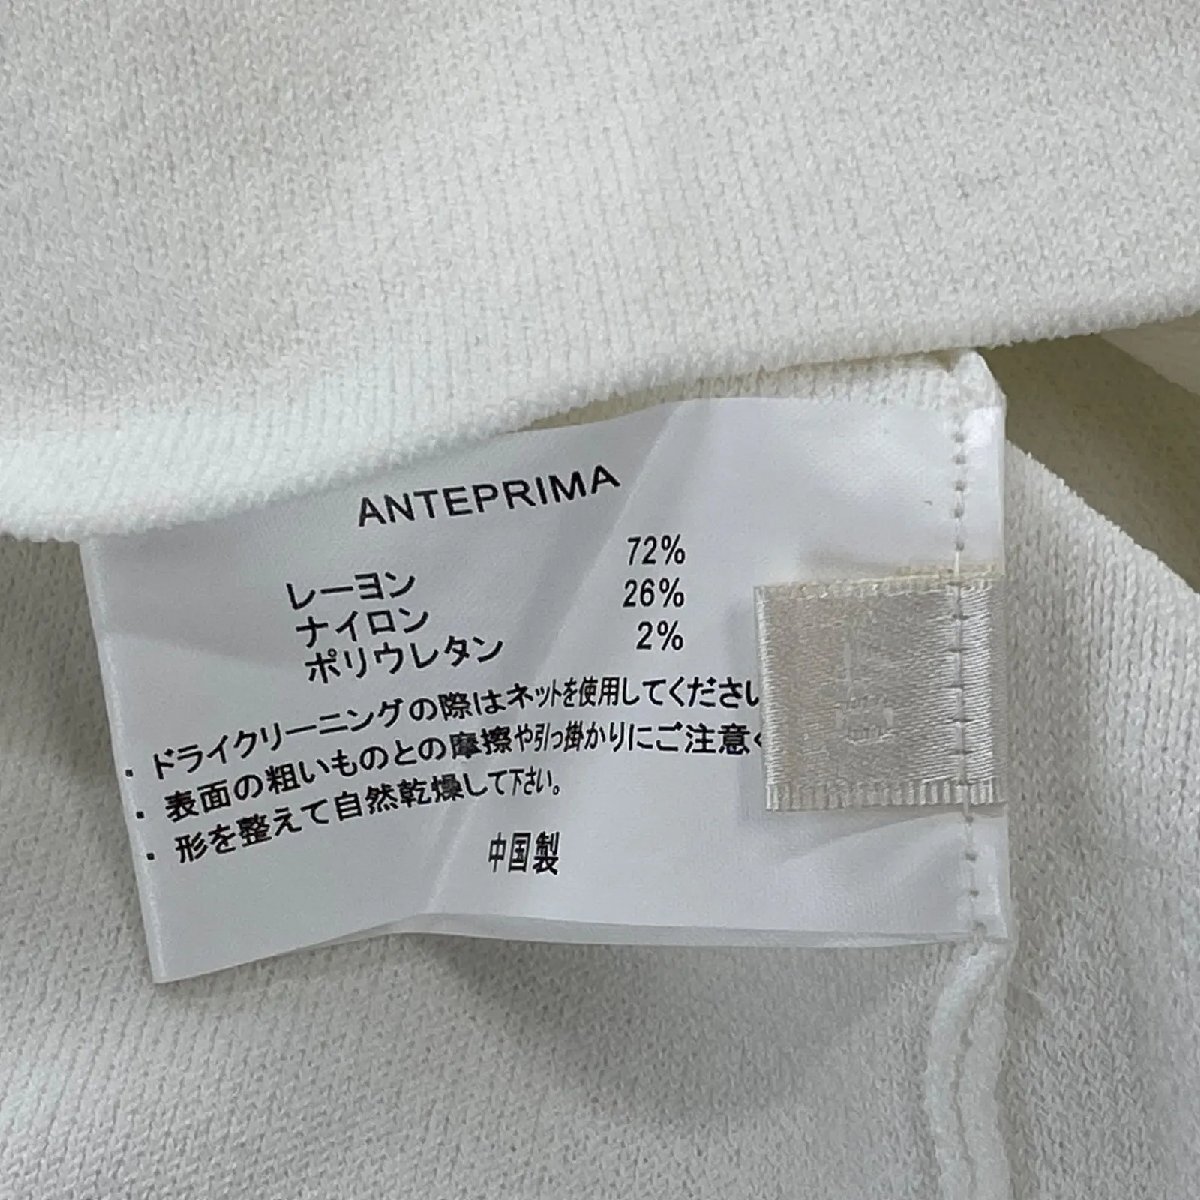 ANTEPRIMA
レーヨン 72%
ナイロン 26%
ポリウレタン 2%
・ドライクリーニングの際はネットを使用してください
・表面の粗いものとの摩擦や引っ掛かりにご注意く
・形を整えて自然乾燥して下さい。
中国製